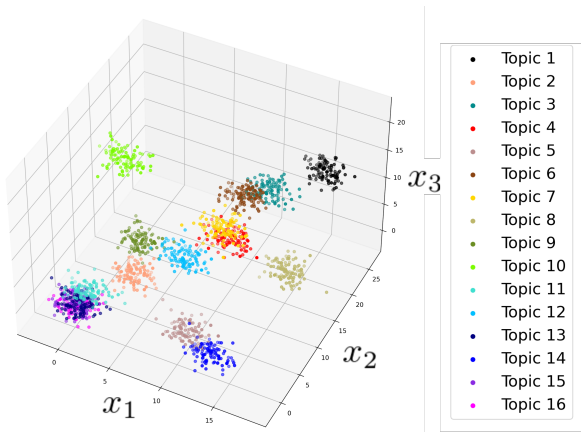 Topic 1
Topic 2
Topic 3
Topic 4
Topic 5
Topic 6
Topic 7
Topic 8
Topic 9
Topic 10
Topic 11
Topic 12
Topic 13
Topic 14
Topic 15
Topic 16
20
15
10
5
0
x₃
25
20
15
10
5
0
x₂
0
5
10
15
x₁